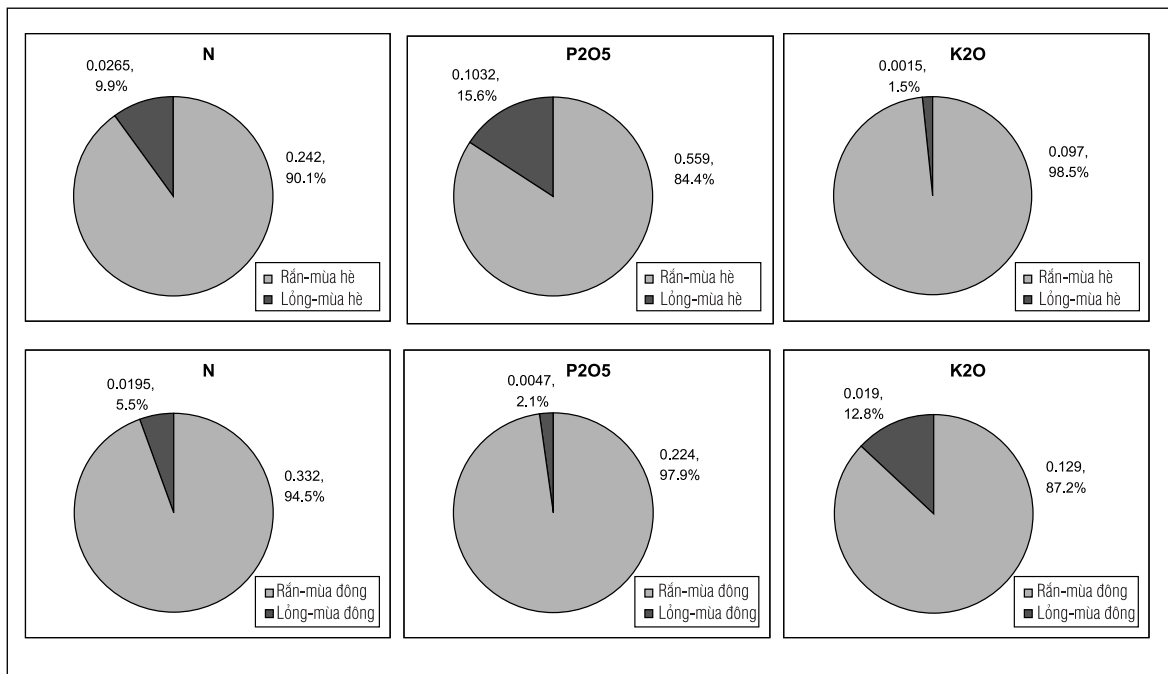 N
0.0265,
9.9%
0.242,
90.1%
Rắn-mùa hè
Lỏng-mùa hè
P2O5
0.1032,
15.6%
0.559,
84.4%
Rắn-mùa hè
Lỏng-mùa hè
K2O
0.0015,
1.5%
0.097,
98.5%
Rắn-mùa hè
Lỏng-mùa hè
N
0.0195,
5.5%
0.332,
94.5%
Rắn-mùa đông
Lỏng-mùa đông
P2O5
0.0047,
2.1%
0.224,
97.9%
Rắn-mùa đông
Lỏng-mùa đông
K2O
0.019,
12.8%
0.129,
87.2%
Rắn-mùa đông
Lỏng-mùa đông